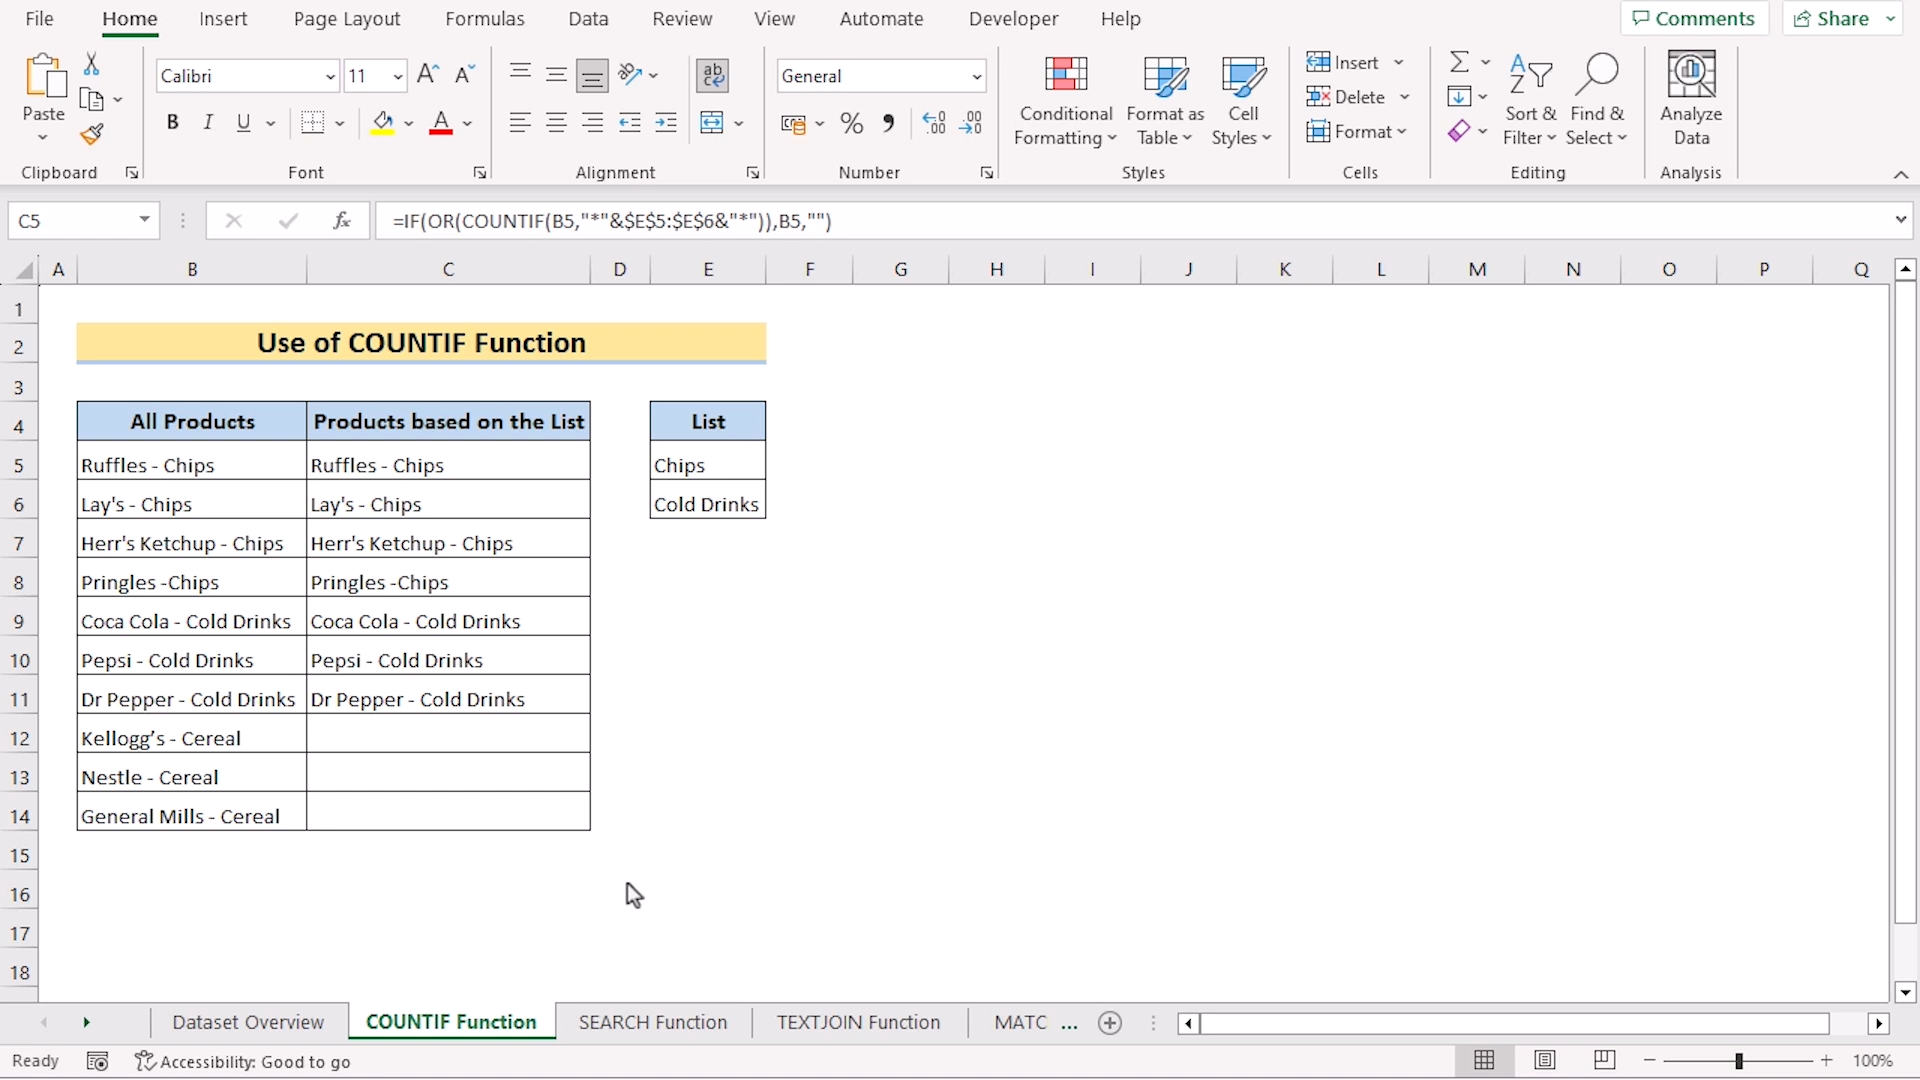 File Home Insert Page Layout Formulas Data Review View Automate Developer Help Comments Share
Calibri 11 General
Paste
B I U
Conditional Formatting
Format as Table
Cell Styles
Insert
Delete
Format
Sort & Filter
Find & Select
Analyze Data
Clipboard Font Alignment Number Styles Cells Editing Analysis
C5 fx =IF(OR(COUNTIF(B5,"*"&$E$5:$E$6&"*")),B5,"")
A B C D E F G H I J K L M N O P Q
1
2 Use of COUNTIF Function
3
4 All Products Products based on the List List
5 Ruffles - Chips Ruffles - Chips Chips
6 Lay's - Chips Lay's - Chips Cold Drinks
7 Herr's Ketchup - Chips Herr's Ketchup - Chips
8 Pringles -Chips Pringles -Chips
9 Coca Cola - Cold Drinks Coca Cola - Cold Drinks
10 Pepsi - Cold Drinks Pepsi - Cold Drinks
11 Dr Pepper - Cold Drinks Dr Pepper - Cold Drinks
12 Kellogg’s - Cereal
13 Nestle - Cereal
14 General Mills - Cereal
15
16
17
18
Dataset Overview COUNTIF Function SEARCH Function TEXTJOIN Function MATC ...
Ready Accessibility: Good to go 100%